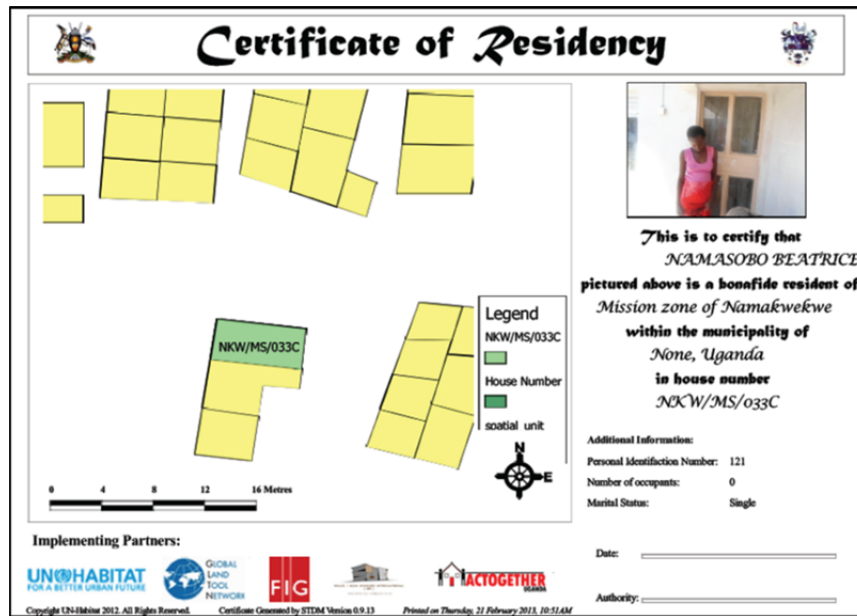 Certificate of Residency
This is to certify that
NAMASOBO BEATRICE
pictured above is a bonafide resident of
Mission zone of Namakwekwe
within the municipality of
None, Uganda
in house number
NKW/MS/033C
NKW/MS/033C
Legend
NKW/MS/033C
House Number
spatial unit
N
E
0 4 8 12 16 Metres
Additional Information:
Personal Identifaction Number: 121
Number of occupants: 0
Marital Status: Single
Date:
Authority:
Implementing Partners:
UN HABITAT
FOR A BETTER URBAN FUTURE
GLOBAL
LAND
TOOL
NETWORK
FIG
ACTOGETHER
UGANDA
Copyright UN-Habitat 2012. All Rights Reserved. Certificate Generated by STDM Version 0.9.13 Printed on Thursday, 21 February 2013, 10:51AM